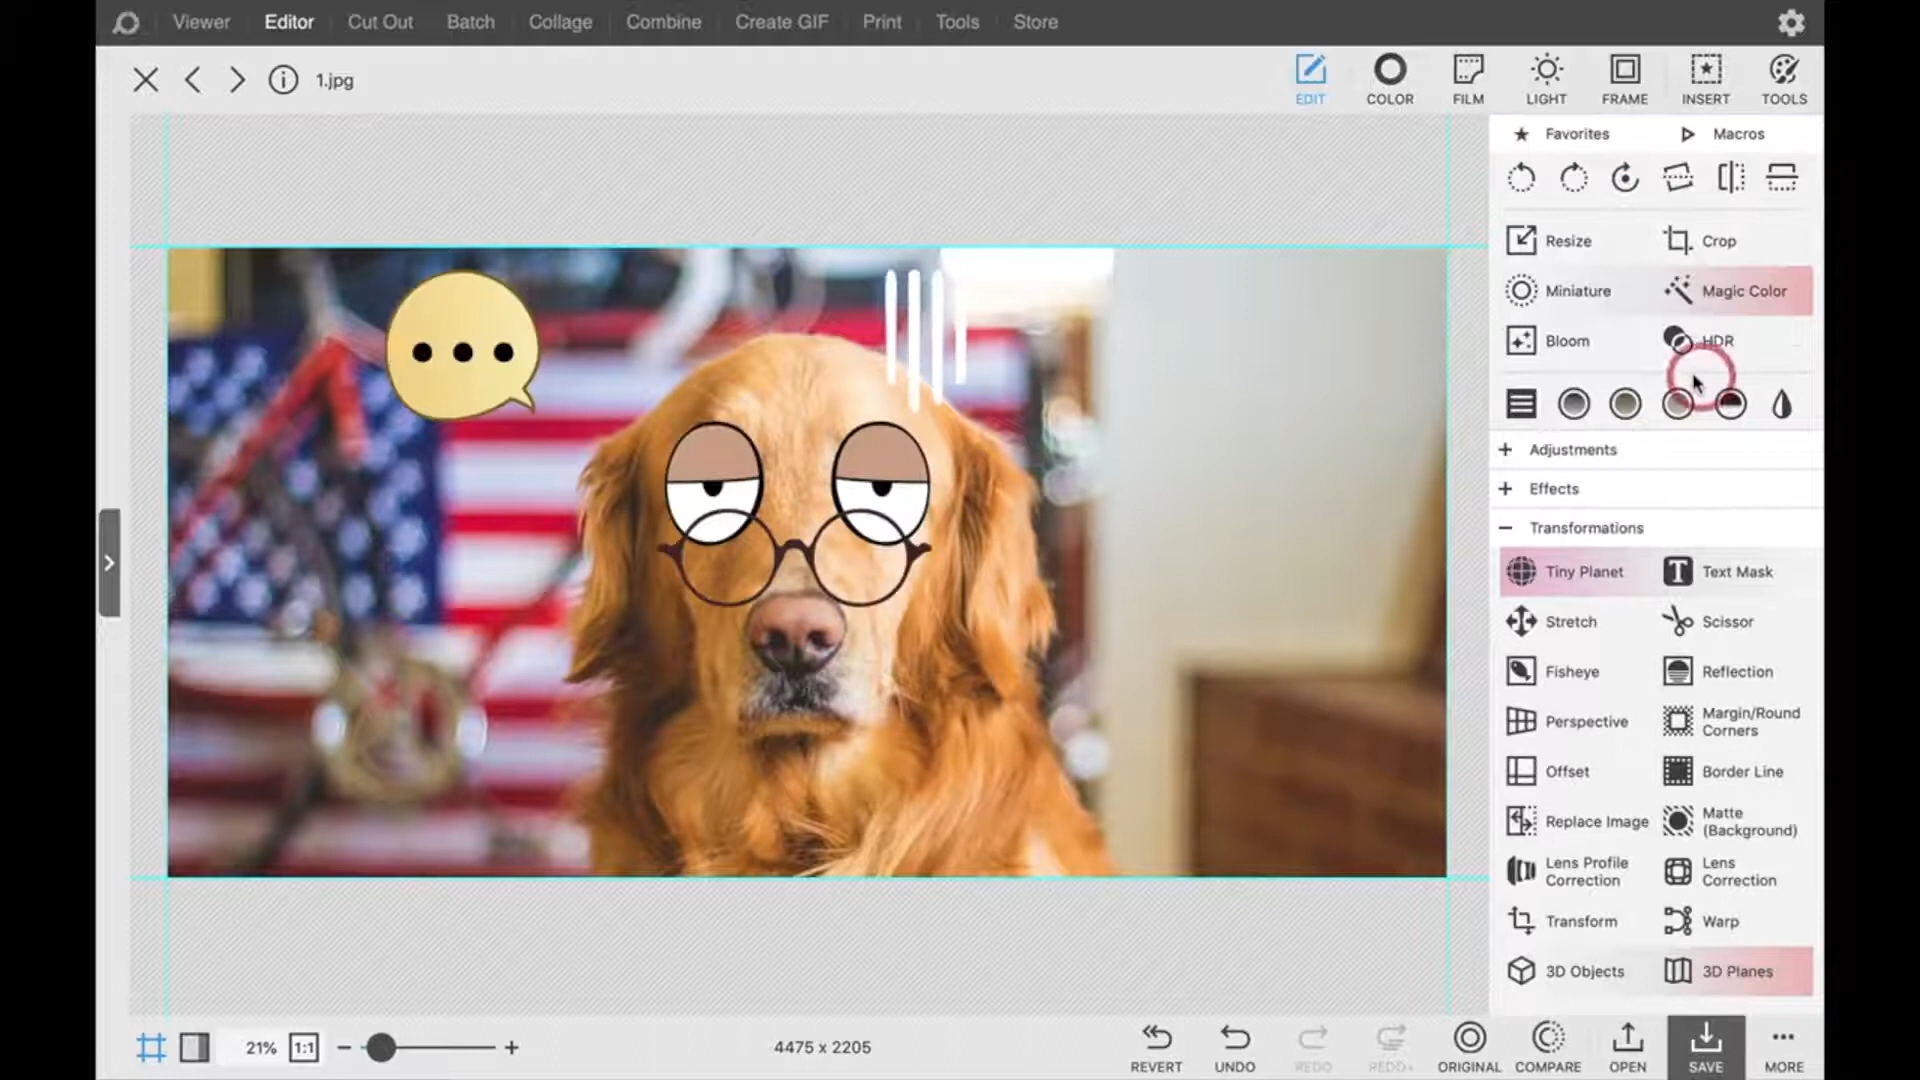 Viewer Editor Cut Out Batch Collage Combine Create GIF Print Tools Store
1.jpg
EDIT COLOR FILM LIGHT FRAME INSERT TOOLS
Favorites Macros
Resize Crop
Miniature Magic Color
Bloom HDR
Adjustments
Effects
Transformations
Tiny Planet Text Mask
Stretch Scissor
Fisheye Reflection
Perspective Margin/Round
Corners
Offset Border Line
Replace Image Matte
(Background)
Lens Profile
Correction
Lens
Correction
Transform Warp
3D Objects 3D Planes
21% 1:1 4475 x 2205
REVERT UNDO REDO REDO+ ORIGINAL COMPARE OPEN SAVE MORE